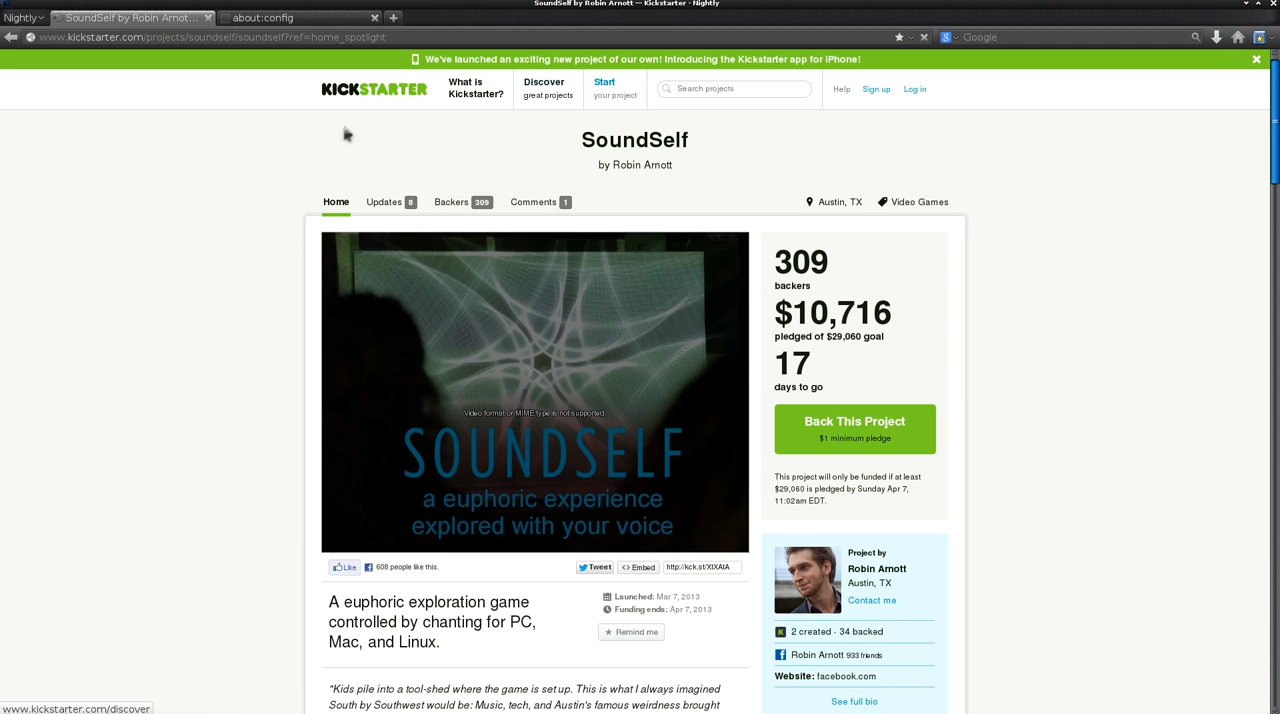 SoundSelf by Robin Arnott — Kickstarter - Nightly
Nightly
SoundSelf by Robin Arnot...
about:config
www.kickstarter.com/projects/soundself/soundself?ref=home_spotlight
Google
We've launched an exciting new project of our own! Introducing the Kickstarter app for iPhone!
KICKSTARTER
What is
Kickstarter?
Discover
great projects
Start
your project
Search projects
Help
Sign up
Log in
SoundSelf
by Robin Arnott
Home
Updates 8
Backers 309
Comments 1
Austin, TX
Video Games
Video format or MIME type is not supported.
SOUNDSELF
a euphoric experience
explored with your voice
309
backers
$10,716
pledged of $29,060 goal
17
days to go
Back This Project
$1 minimum pledge
This project will only be funded if at least
$29,060 is pledged by Sunday Apr 7,
11:02am EDT.
Like
608 people like this.
Tweet
<> Embed
http://kck.st/XtXAtA
A euphoric exploration game
controlled by chanting for PC,
Mac, and Linux.
Launched: Mar 7, 2013
Funding ends: Apr 7, 2013
Remind me
"Kids pile into a tool-shed where the game is set up. This is what I always imagined
South by Southwest would be: Music, tech, and Austin's famous weirdness brought
Project by
Robin Arnott
Austin, TX
Contact me
2 created · 34 backed
Robin Arnott 933 friends
Website: facebook.com
See full bio
www.kickstarter.com/discover